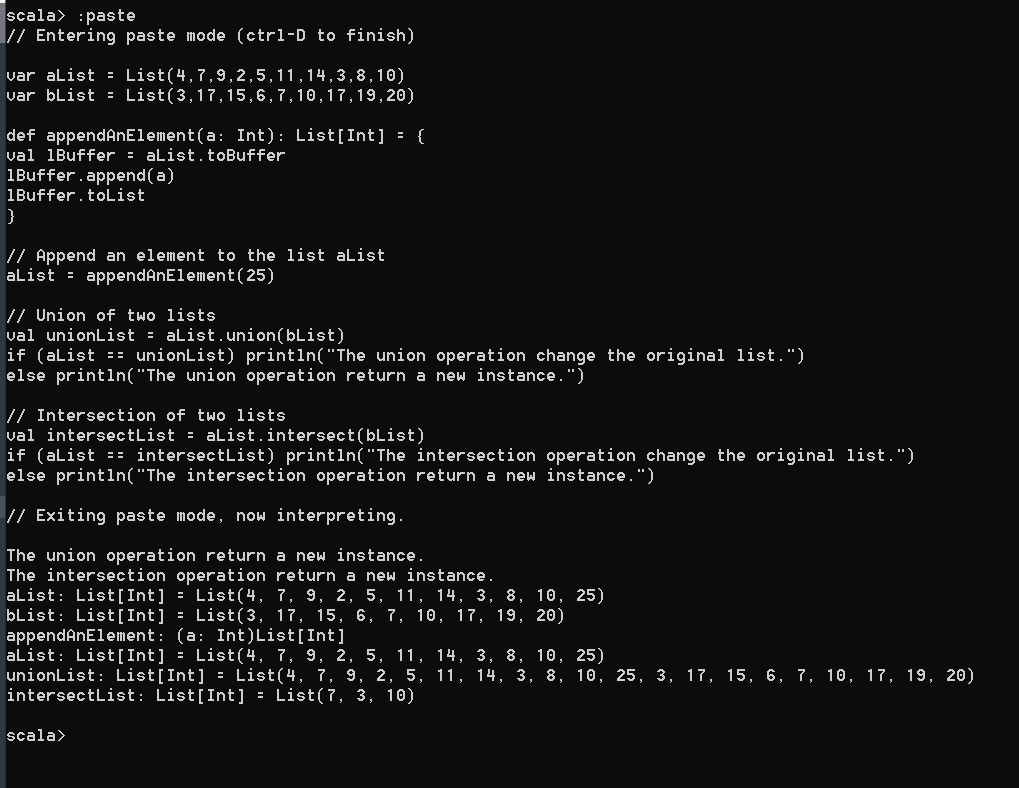 scala> :paste
// Entering paste mode (ctrl-D to finish)
var aList = List(4,7,9,2,5,11,14,3,8,10)
var bList = List(3,17,15,6,7,10,17,19,20)
def appendAnElement(a: Int): List[Int] = {
val lBuffer = aList.toBuffer
lBuffer.append(a)
lBuffer.toList
}
// Append an element to the list aList
aList = appendAnElement(25)
// Union of two lists
val unionList = aList.union(bList)
if (aList == unionList) println("The union operation change the original list.")
else println("The union operation return a new instance.")
// Intersection of two lists
val intersectList = aList.intersect(bList)
if (aList == intersectList) println("The intersection operation change the original list.")
else println("The intersection operation return a new instance.")
// Exiting paste mode, now interpreting.
The union operation return a new instance.
The intersection operation return a new instance.
aList: List[Int] = List(4, 7, 9, 2, 5, 11, 14, 3, 8, 10, 25)
bList: List[Int] = List(3, 17, 15, 6, 7, 10, 17, 19, 20)
appendAnElement: (a: Int)List[Int]
aList: List[Int] = List(4, 7, 9, 2, 5, 11, 14, 3, 8, 10, 25)
unionList: List[Int] = List(4, 7, 9, 2, 5, 11, 14, 3, 8, 10, 25, 3, 17, 15, 6, 7, 10, 17, 19, 20)
intersectList: List[Int] = List(7, 3, 10)
scala>